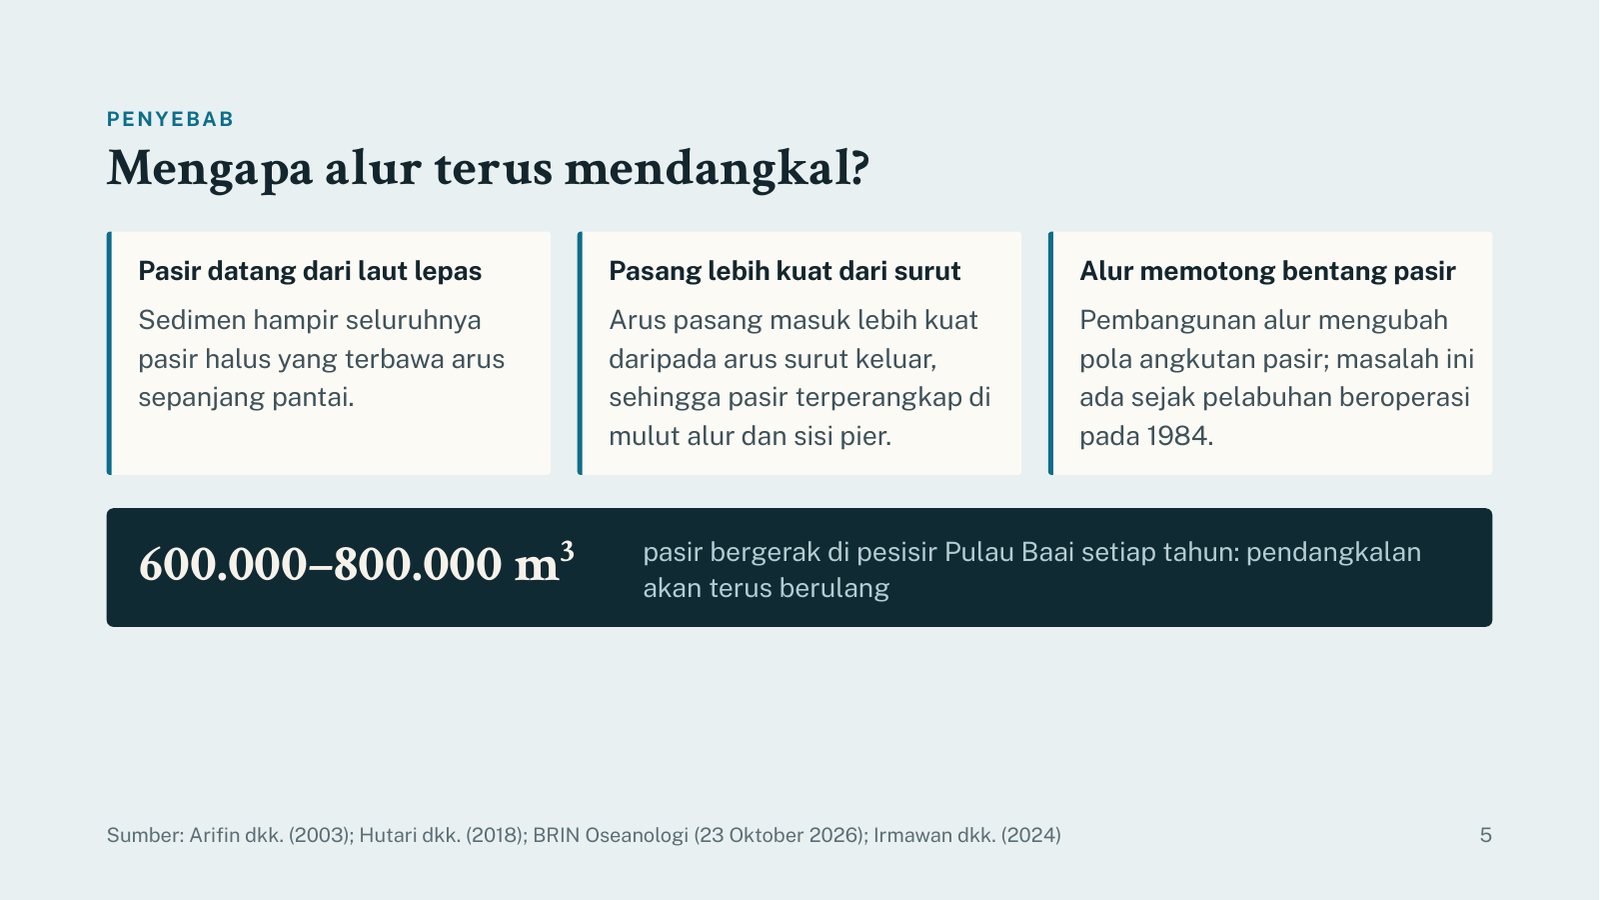 PENYEBAB
Mengapa alur terus mendangkal?
Pasir datang dari laut lepas
Sedimen hampir seluruhnya
pasir halus yang terbawa arus
sepanjang pantai.
Pasang lebih kuat dari surut
Arus pasang masuk lebih kuat
daripada arus surut keluar,
sehingga pasir terperangkap di
mulut alur dan sisi pier.
Alur memotong bentang pasir
Pembangunan alur mengubah
pola angkutan pasir; masalah ini
ada sejak pelabuhan beroperasi
pada 1984.
600.000–800.000 m³
pasir bergerak di pesisir Pulau Baai setiap tahun: pendangkalan
akan terus berulang
Sumber: Arifin dkk. (2003); Hutari dkk. (2018); BRIN Oseanologi (23 Oktober 2026); Irmawan dkk. (2024)
5